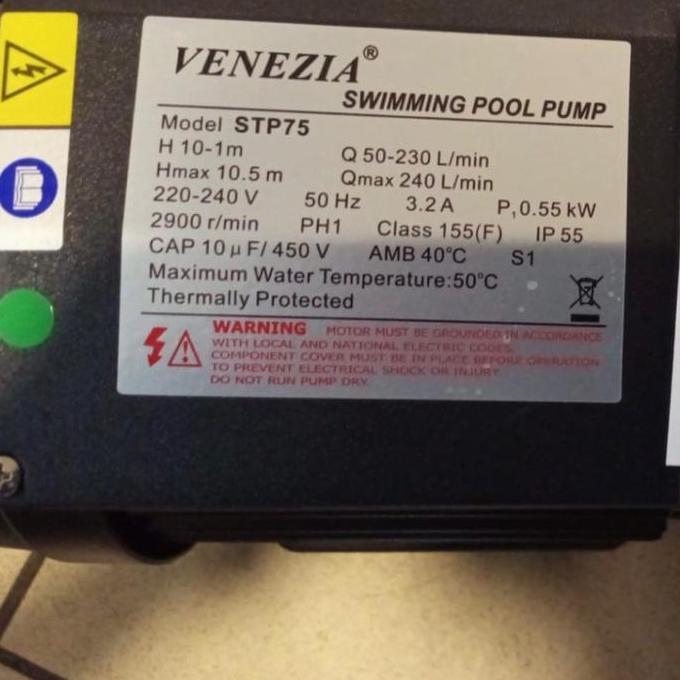 VENEZIA®
SWIMMING POOL PUMP
Model STP75
H 10-1m Q 50-230 L/min
Hmax 10.5 m Qmax 240 L/min
220-240 V 50 Hz 3.2 A P₁0.55 kW
2900 r/min PH1 Class 155(F) IP 55
CAP 10 µF/ 450 V AMB 40°C S1
Maximum Water Temperature:50°C
Thermally Protected
WARNING MOTOR MUST BE GROUNDED IN ACCORDANCE
WITH LOCAL AND NATIONAL ELECTRIC CODES.
COMPONENT COVER MUST BE IN PLACE BEFORE OPERATION
TO PREVENT ELECTRICAL SHOCK OR INJURY.
DO NOT RUN PUMP DRY.